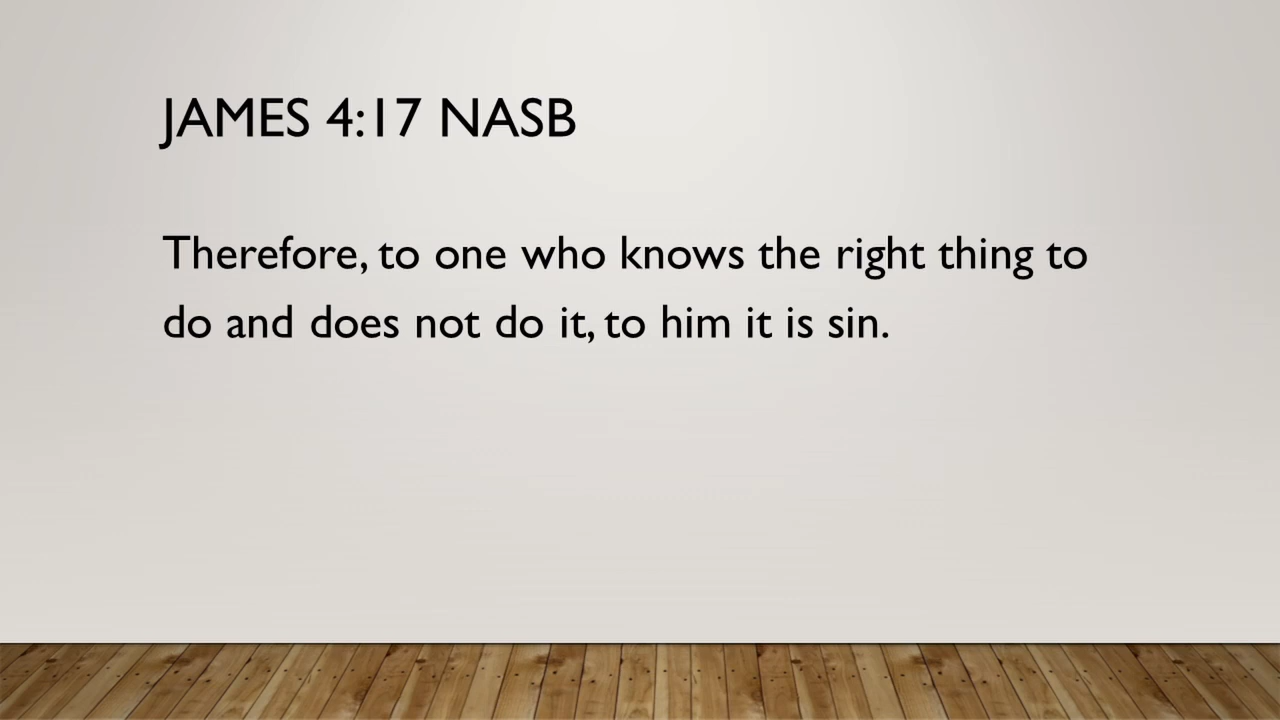 JAMES 4:17 NASB
Therefore, to one who knows the right thing to
do and does not do it, to him it is sin.